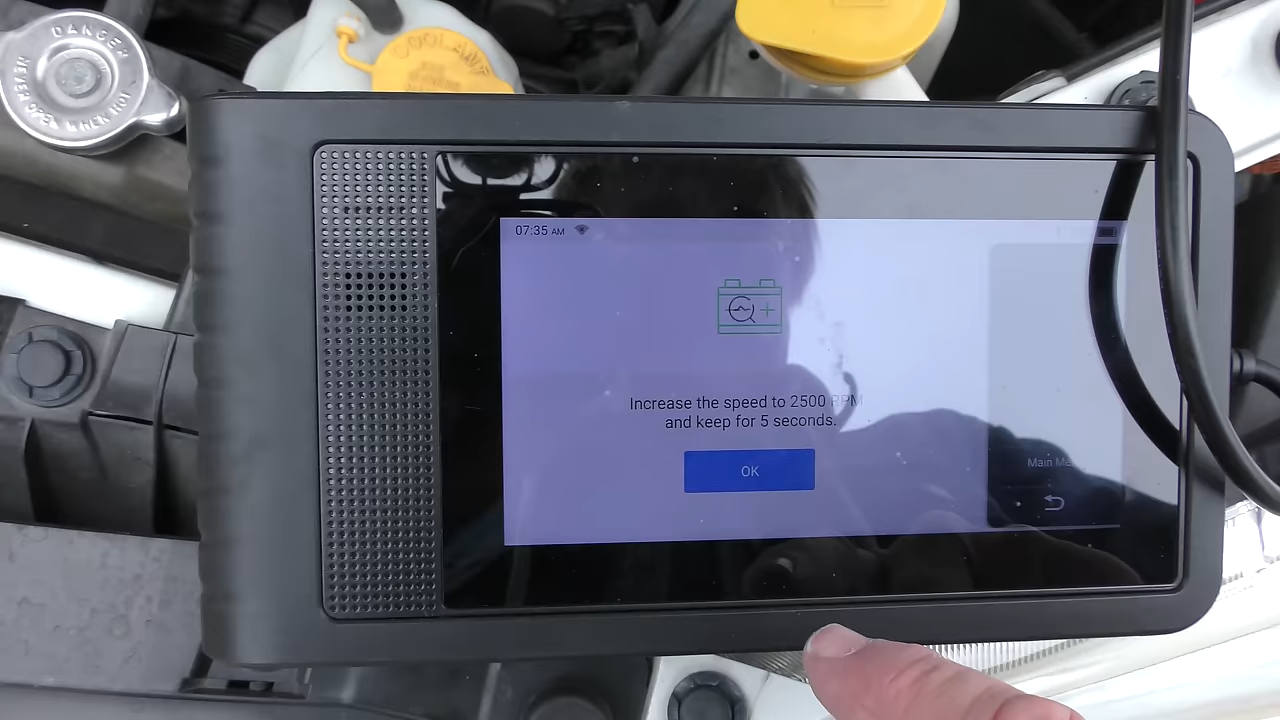 DANGER
NEVER OPEN WHEN HOT
COOLANT
07:35 AM
Increase the speed to 2500 RPM
and keep for 5 seconds.
OK
Main Me